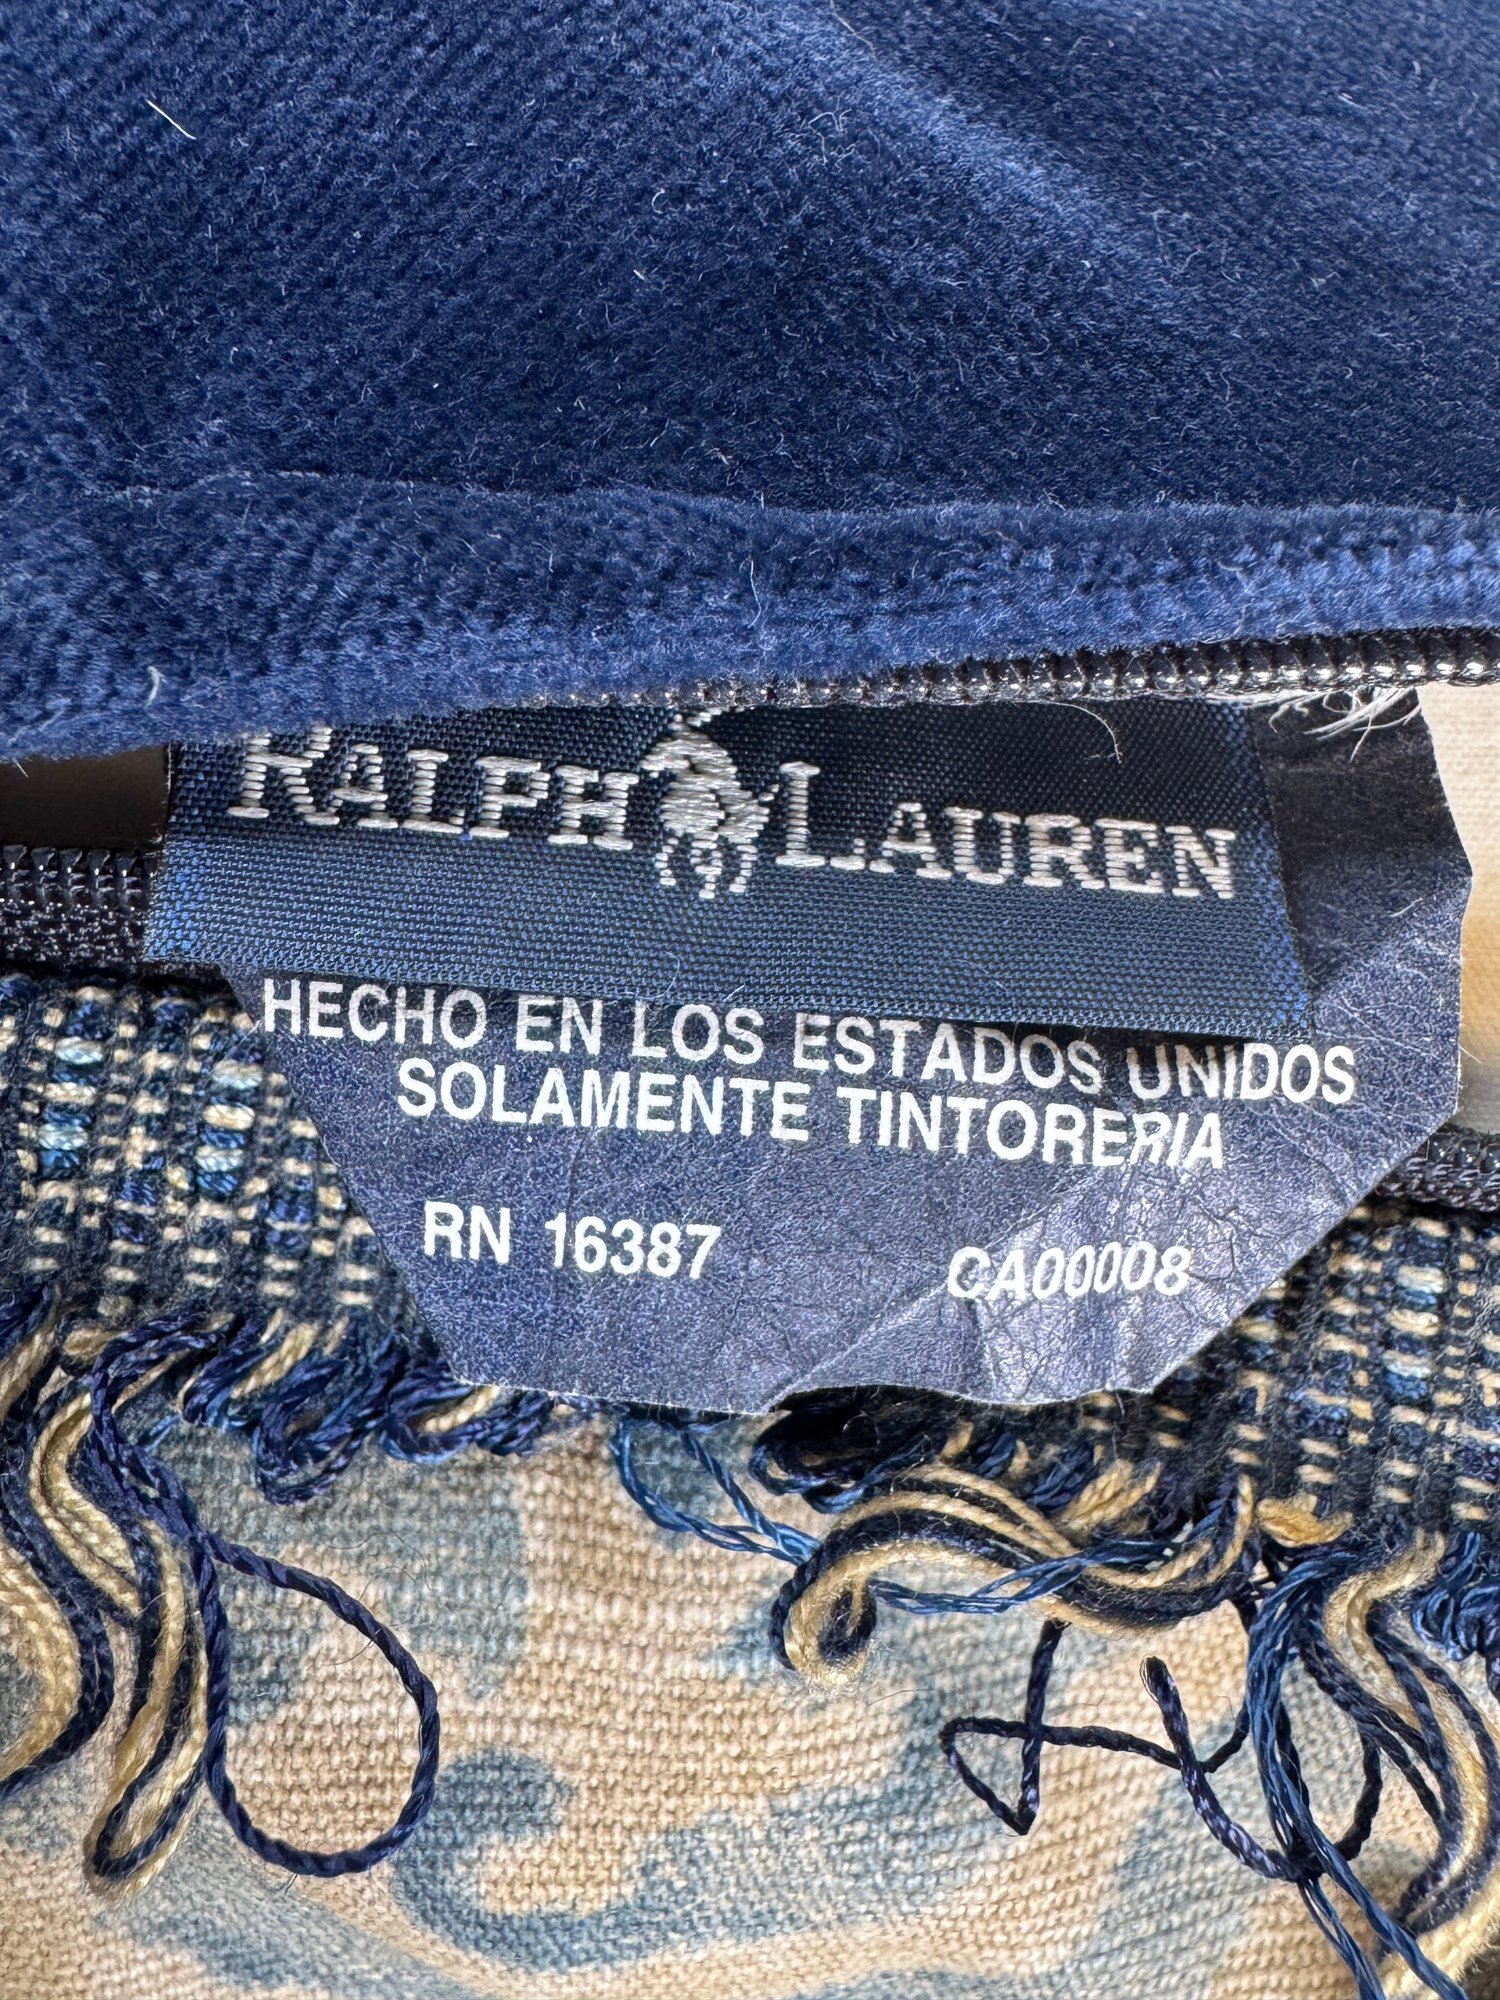 RALPH LAUREN
HECHO EN LOS ESTADOS UNIDOS
SOLAMENTE TINTORERIA
RN 16387 CA00008